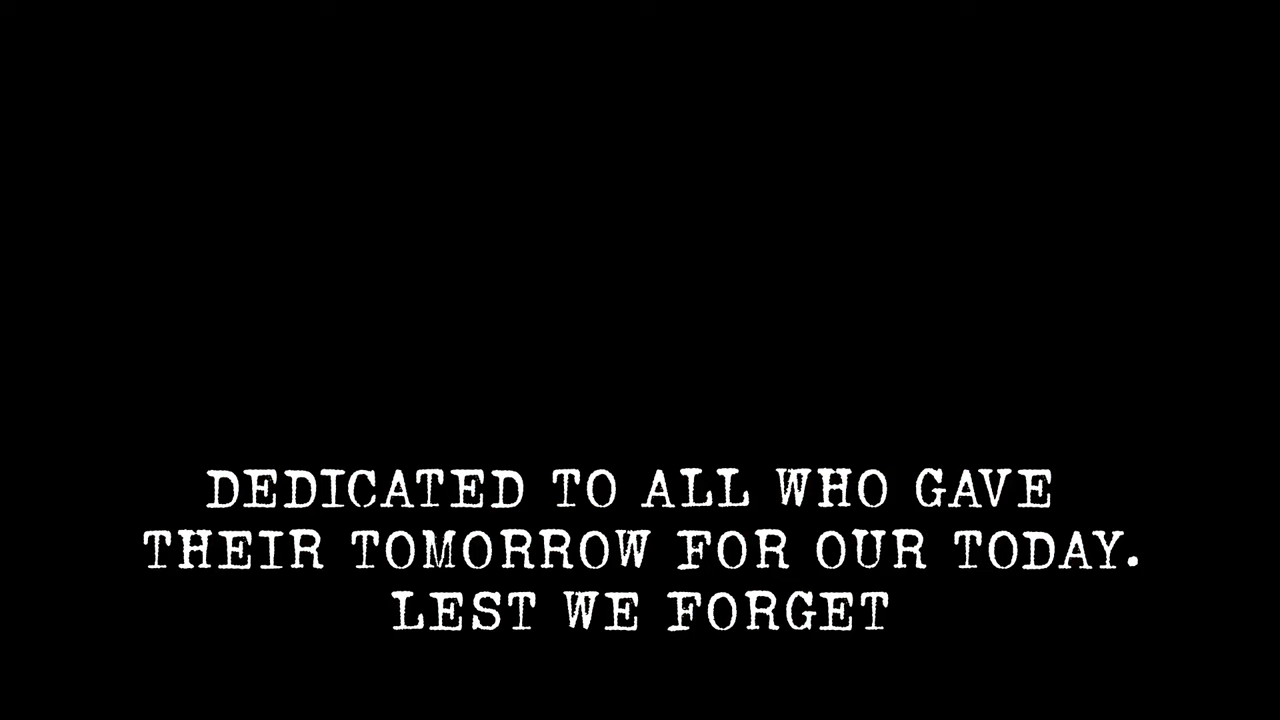 DEDICATED TO ALL WHO GAVE
THEIR TOMORROW FOR OUR TODAY.
LEST WE FORGET